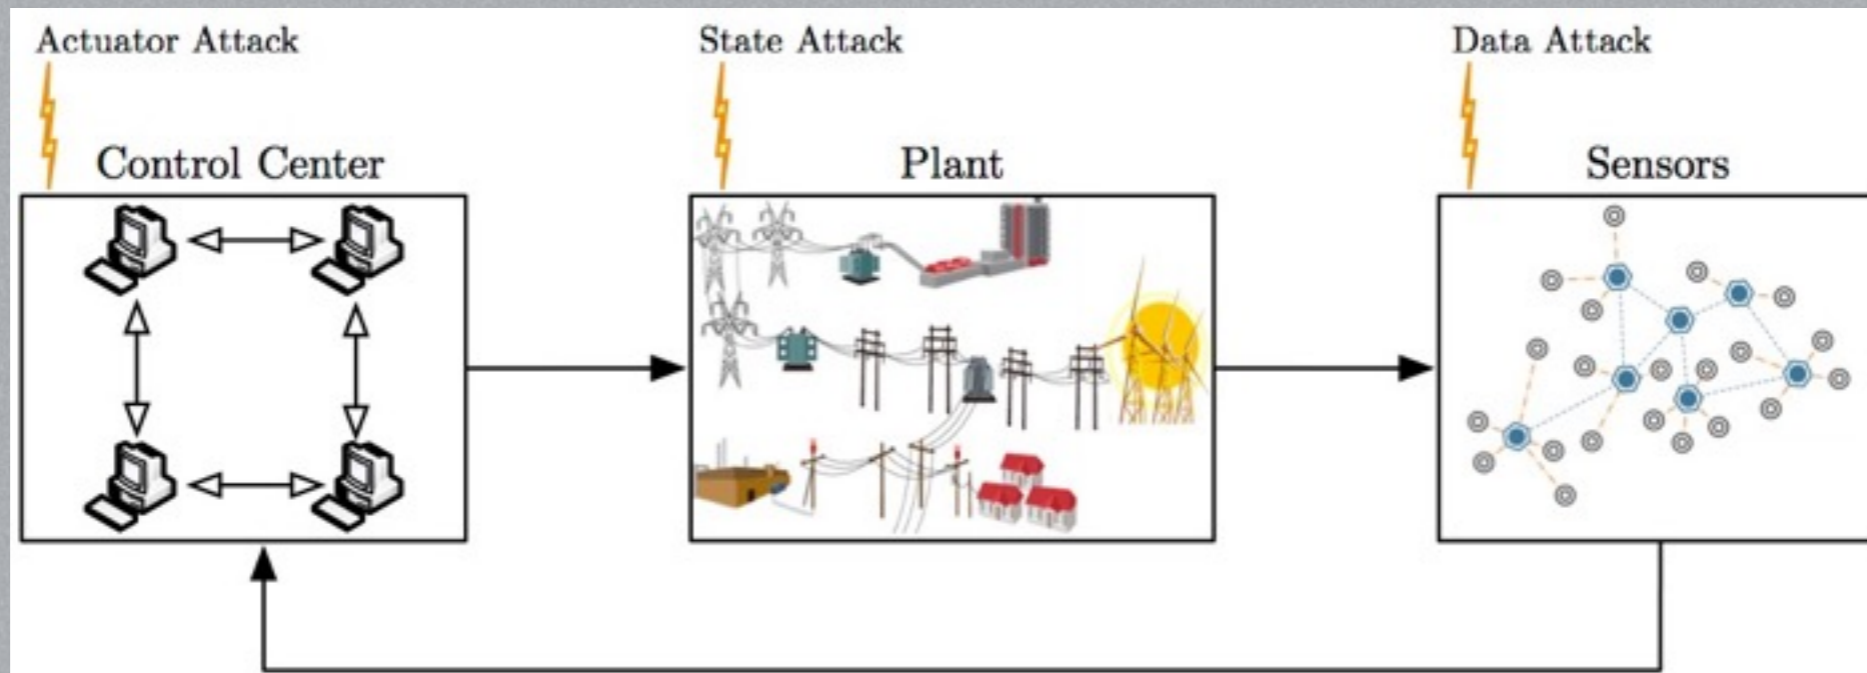 Actuator Attack
State Attack
Data Attack
Control Center
Plant
Sensors